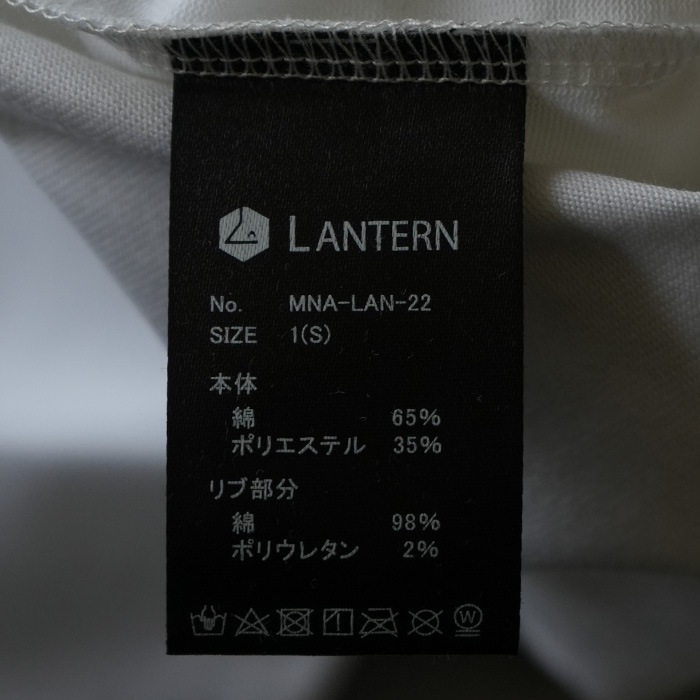 LANTERN
No. MNA-LAN-22
SIZE 1(S)
本体
綿 65%
ポリエステル 35%
リブ部分
綿 98%
ポリウレタン 2%
W